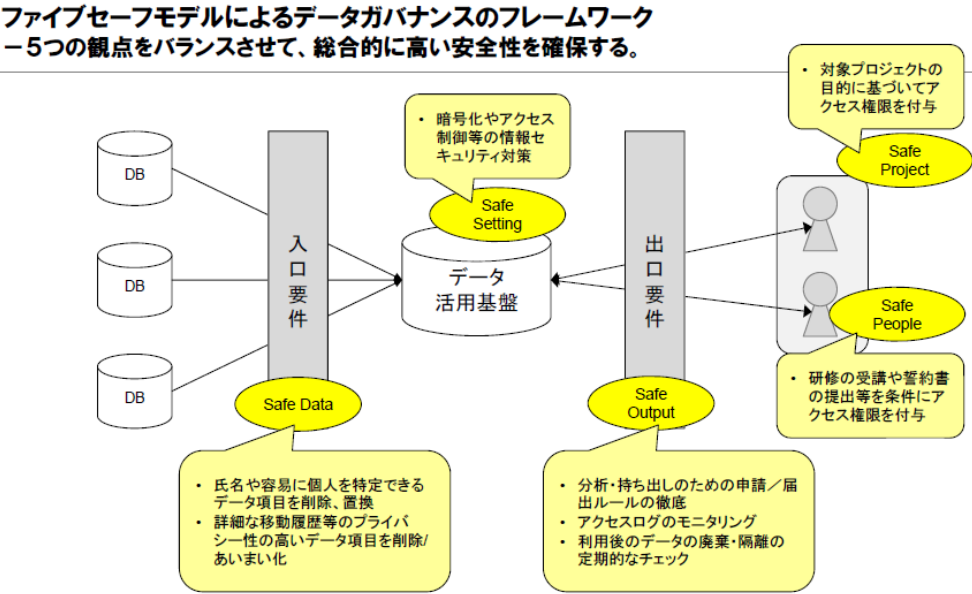 ファイブセーフモデルによるデータガバナンスのフレームワーク
－５つの観点をバランスさせて、総合的に高い安全性を確保する。
• 対象プロジェクトの
目的に基づいてア
クセス権限を付与
Safe
Project
• 暗号化やアクセス
制御等の情報セ
キュリティ対策
Safe
Setting
DB
DB
DB
入
口
要
件
データ
活用基盤
出
口
要
件
Safe
People
• 研修の受講や誓約書
の提出等を条件にア
クセス権限を付与
Safe Data
Safe
Output
• 氏名や容易に個人を特定できる
データ項目を削除、置換
• 詳細な移動履歴等のプライバ
シー性の高いデータ項目を削除/
あいまい化
• 分析・持ち出しのための申請／届
出ルールの徹底
• アクセスログのモニタリング
• 利用後のデータの廃棄・隔離の
定期的なチェック